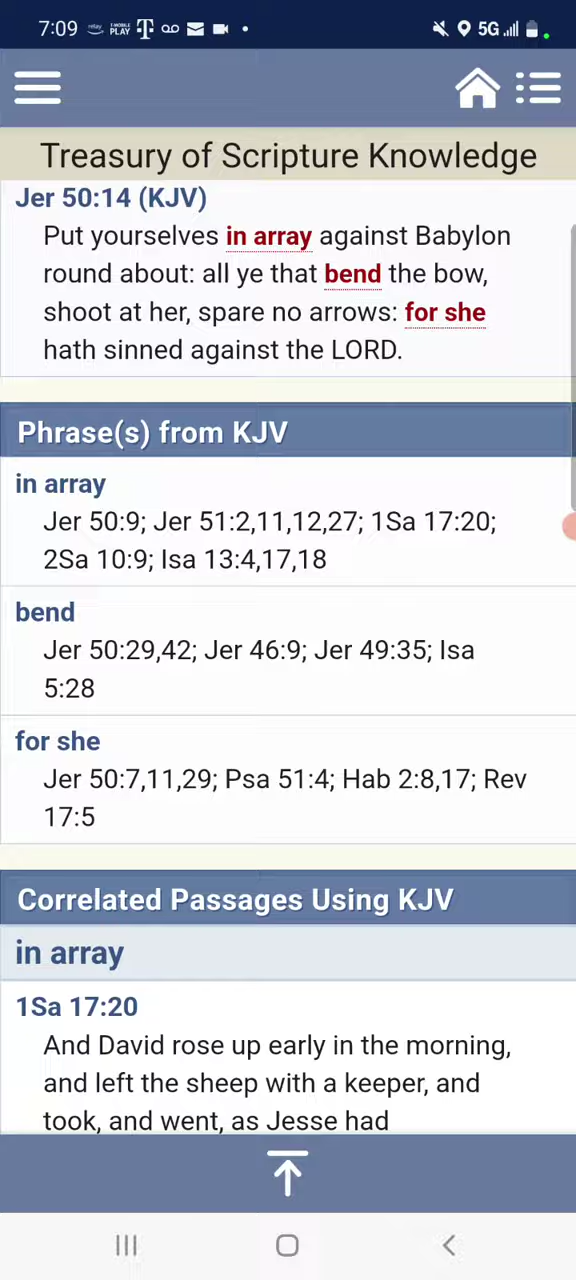 7:09
relay
T-MOBILE
PLAY
T
5G
Treasury of Scripture Knowledge
Jer 50:14 (KJV)
Put yourselves in array against Babylon
round about: all ye that bend the bow,
shoot at her, spare no arrows: for she
hath sinned against the LORD.
Phrase(s) from KJV
in array
Jer 50:9; Jer 51:2,11,12,27; 1Sa 17:20;
2Sa 10:9; Isa 13:4,17,18
bend
Jer 50:29,42; Jer 46:9; Jer 49:35; Isa
5:28
for she
Jer 50:7,11,29; Psa 51:4; Hab 2:8,17; Rev
17:5
Correlated Passages Using KJV
in array
1Sa 17:20
And David rose up early in the morning,
and left the sheep with a keeper, and
took, and went, as Jesse had